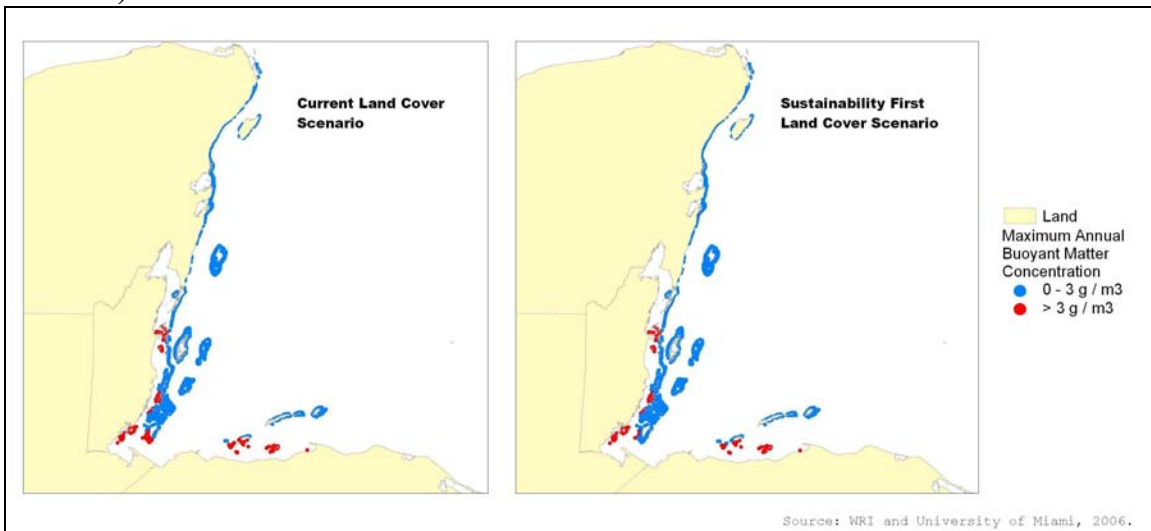 Current Land Cover
Scenario
Sustainability First
Land Cover Scenario
Land
Maximum Annual
Buoyant Matter
Concentration
0 - 3 g / m3
> 3 g / m3
Source: WRI and University of Miami, 2006.